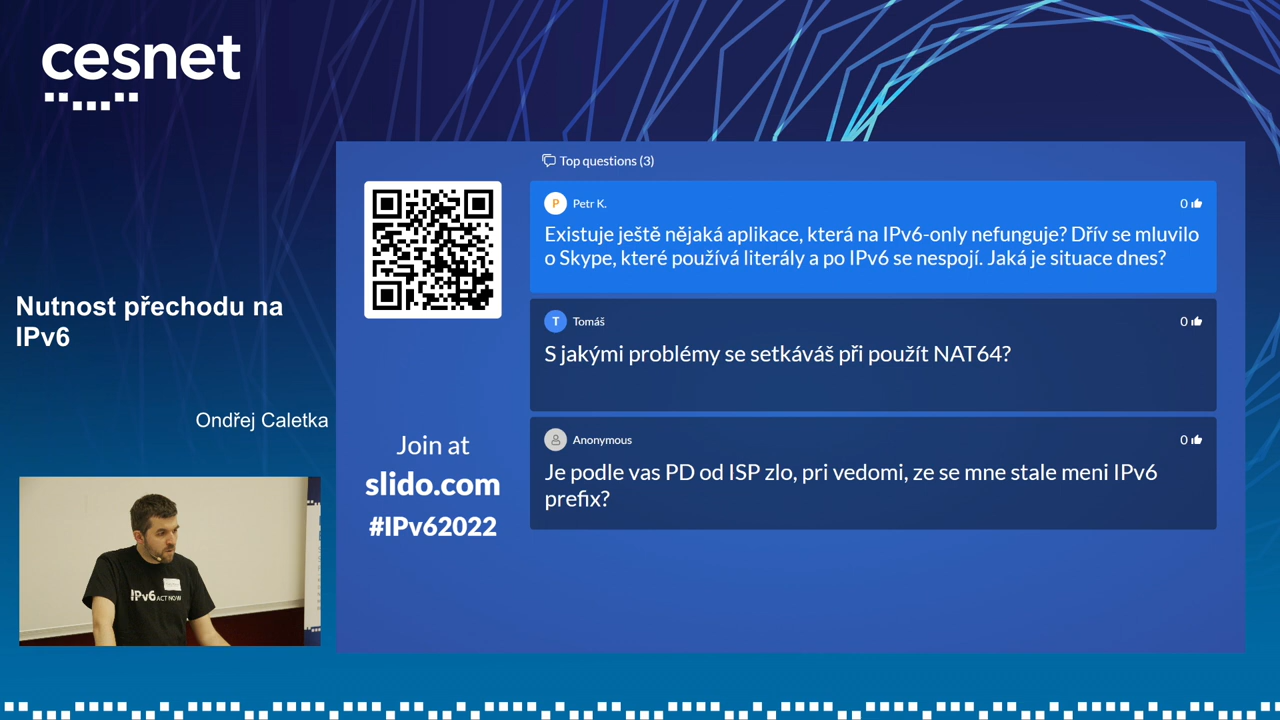 cesnet
Top questions (3)
P
Petr K.
0
Existuje ještě nějaká aplikace, která na IPv6-only nefunguje? Dřív se mluvilo
o Skype, které používá literály a po IPv6 se nespojí. Jaká je situace dnes?
T
Tomáš
0
S jakými problémy se setkáváš při použít NAT64?
Anonymous
0
Je podle vas PD od ISP zlo, pri vedomi, ze se mne stale meni IPv6
prefix?
Nutnost přechodu na
IPv6
Ondřej Caletka
Join at
slido.com
#IPv62022
IPv6 ACT NOW